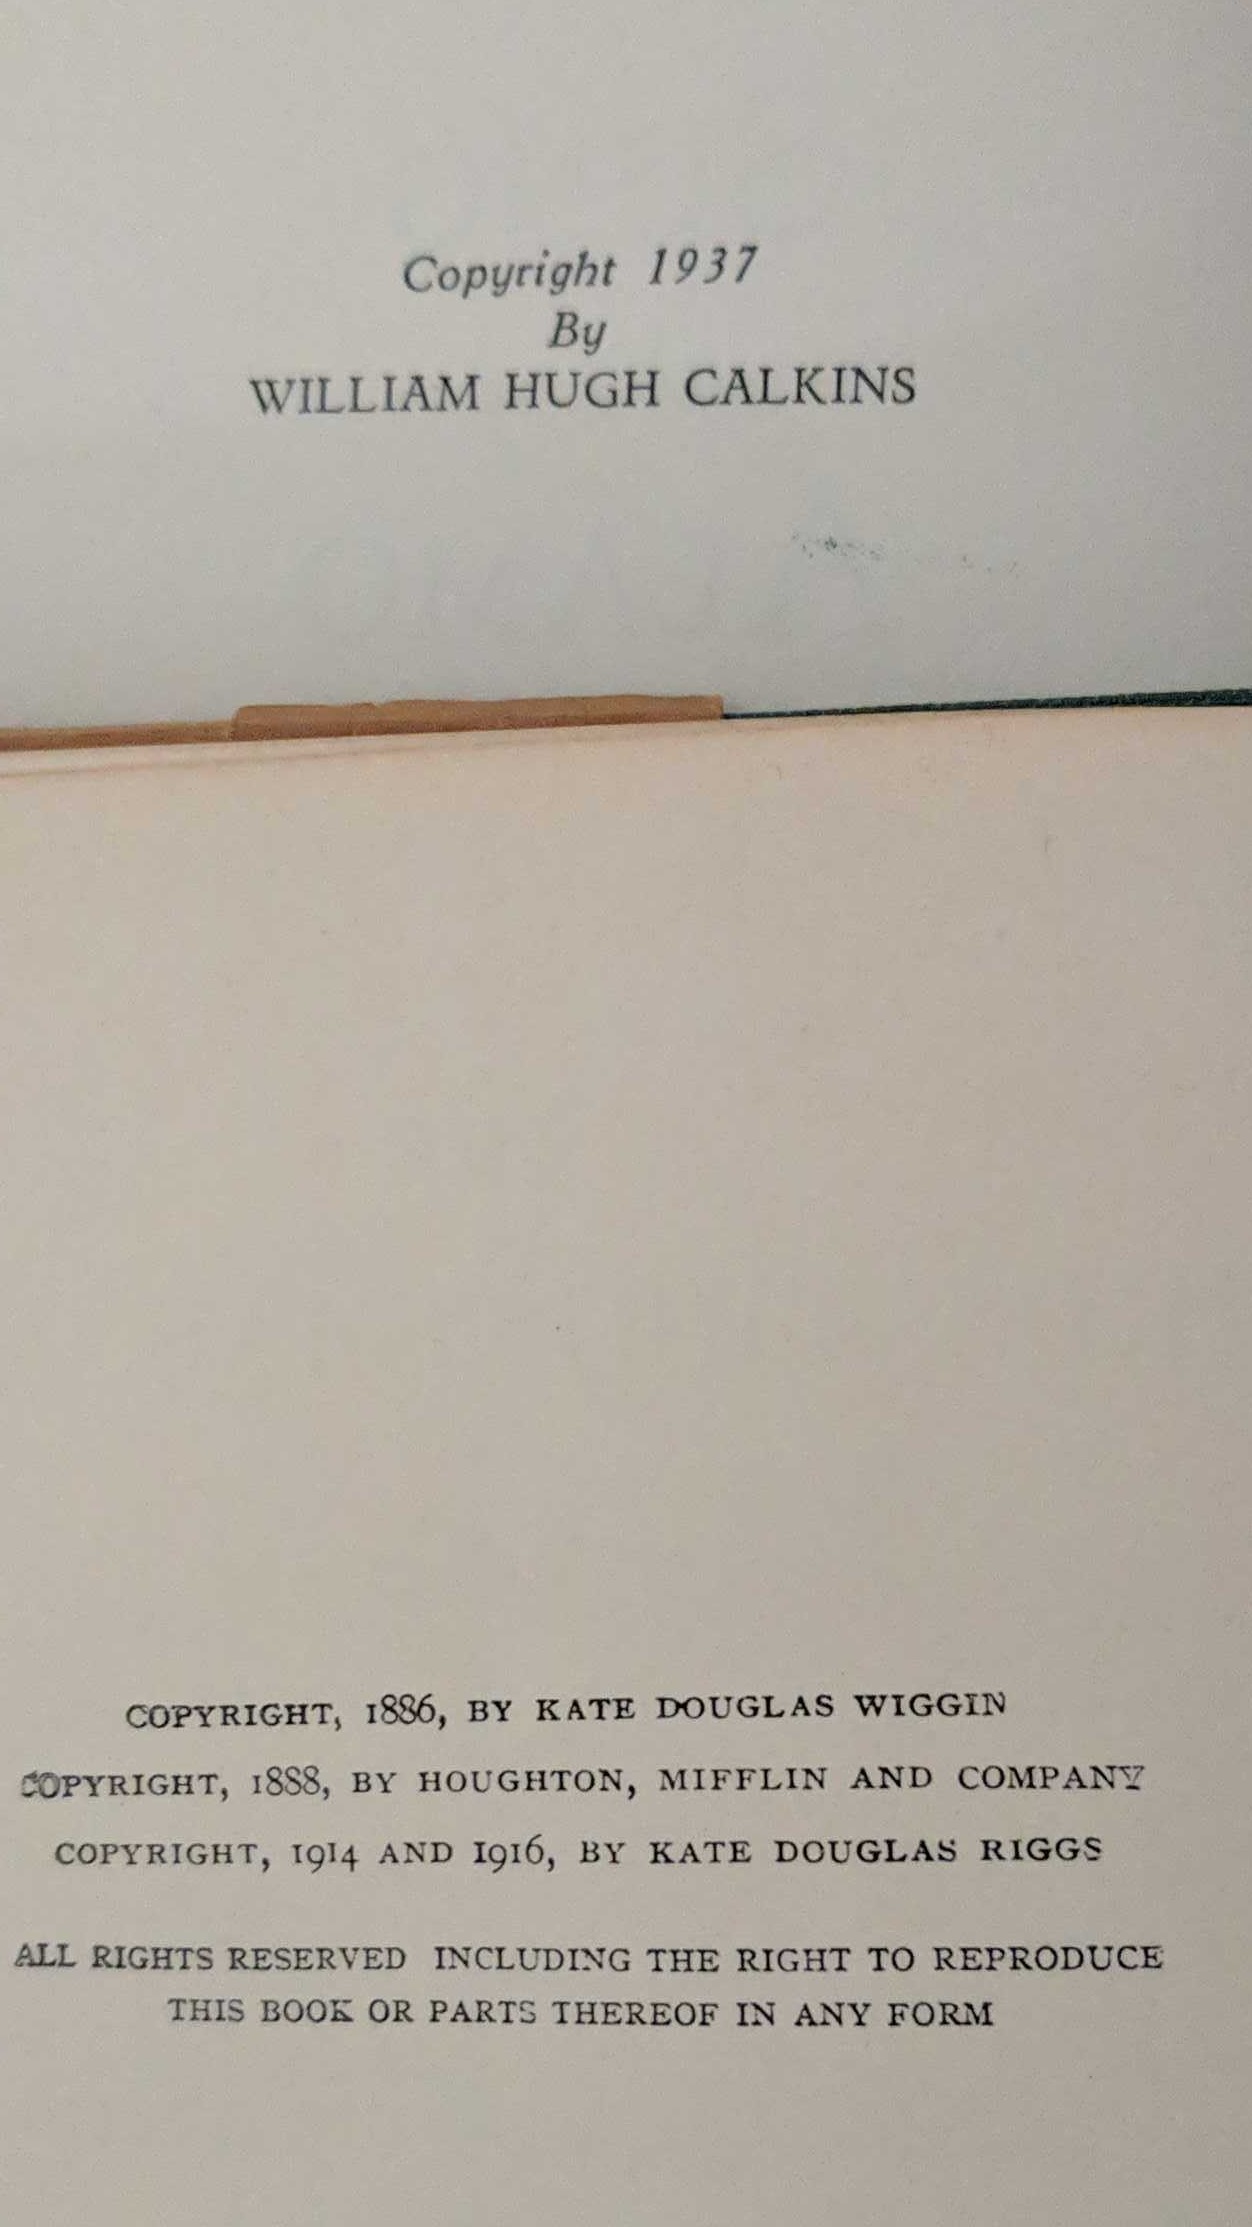 Copyright 1937
By
WILLIAM HUGH CALKINS
COPYRIGHT, 1886, BY KATE DOUGLAS WIGGIN
COPYRIGHT, 1888, BY HOUGHTON, MIFFLIN AND COMPANY
COPYRIGHT, 1914 AND 1916, BY KATE DOUGLAS RIGGS
ALL RIGHTS RESERVED INCLUDING THE RIGHT TO REPRODUCE
THIS BOOK OR PARTS THEREOF IN ANY FORM